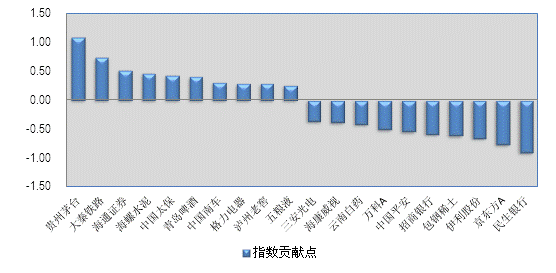 1.50
1.00
0.50
0.00
-0.50
-1.00
-1.50
贵州茅台
大秦铁路
海通证券
海螺水泥
中国太保
青岛啤酒
中国南车
格力电器
泸州老窖
五粮液
三安光电
海康威视
云南白药
万科A
中国平安
招商银行
包钢稀土
伊利股份
京东方A
民生银行
指数贡献点